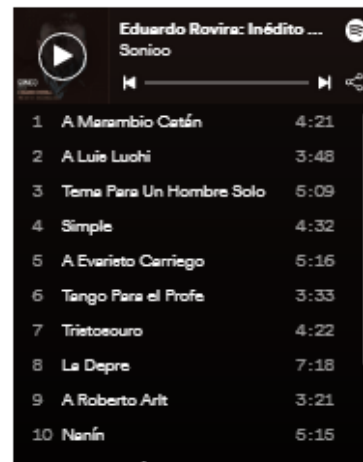 Eduardo Rovira: Inédito ...
Sonico
1 A Marambio Catán 4:21
2 A Luis Luchi 3:48
3 Tema Para Un Hombre Solo 5:09
4 Simple 4:32
5 A Evaristo Carriego 5:16
6 Tango Para el Profe 3:33
7 Tristoscuro 4:22
8 La Depre 7:18
9 A Roberto Arlt 3:21
10 Nanín 5:15